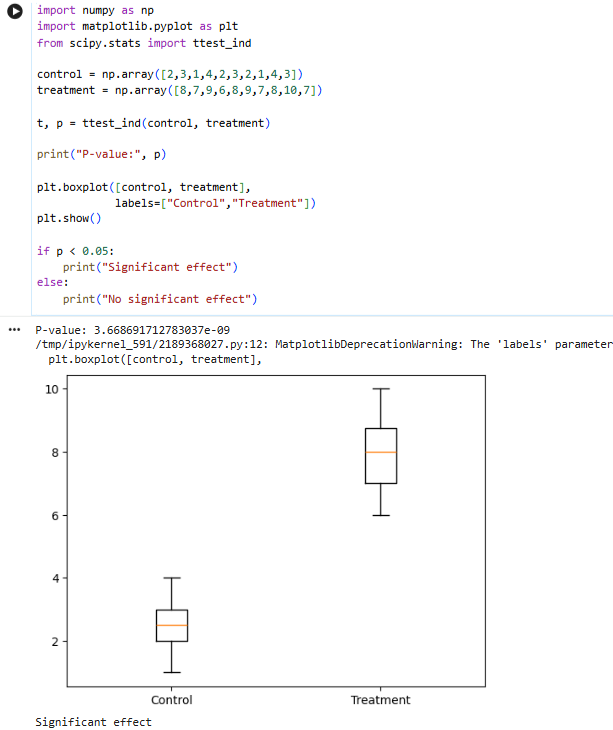 import numpy as np
import matplotlib.pyplot as plt
from scipy.stats import ttest_ind
control = np.array([2,3,1,4,2,3,2,1,4,3])
treatment = np.array([8,7,9,6,8,9,7,8,10,7])
t, p = ttest_ind(control, treatment)
print("P-value:", p)
plt.boxplot([control, treatment],
            labels=["Control","Treatment"])
plt.show()
if p < 0.05:
    print("Significant effect")
else:
    print("No significant effect")
P-value: 3.668691712783037e-09
/tmp/ipykernel_591/2189368027.py:12: MatplotlibDeprecationWarning: The 'labels' parameter
  plt.boxplot([control, treatment],
10
8
6
4
2
Control Treatment
Significant effect